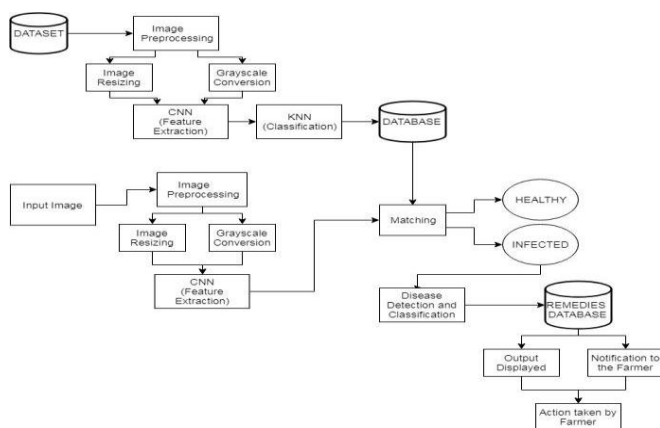 DATASET
Image
Preprocessing
Image
Resizing
Grayscale
Conversion
CNN
(Feature
Extraction)
KNN
(Classification)
DATABASE
Input Image
Image
Preprocessing
Image
Resizing
Grayscale
Conversion
CNN
(Feature
Extraction)
Matching
HEALTHY
INFECTED
Disease
Detection and
Classification
REMEDIES
DATABASE
Output
Displayed
Notification to
the Farmer
Action taken by
Farmer